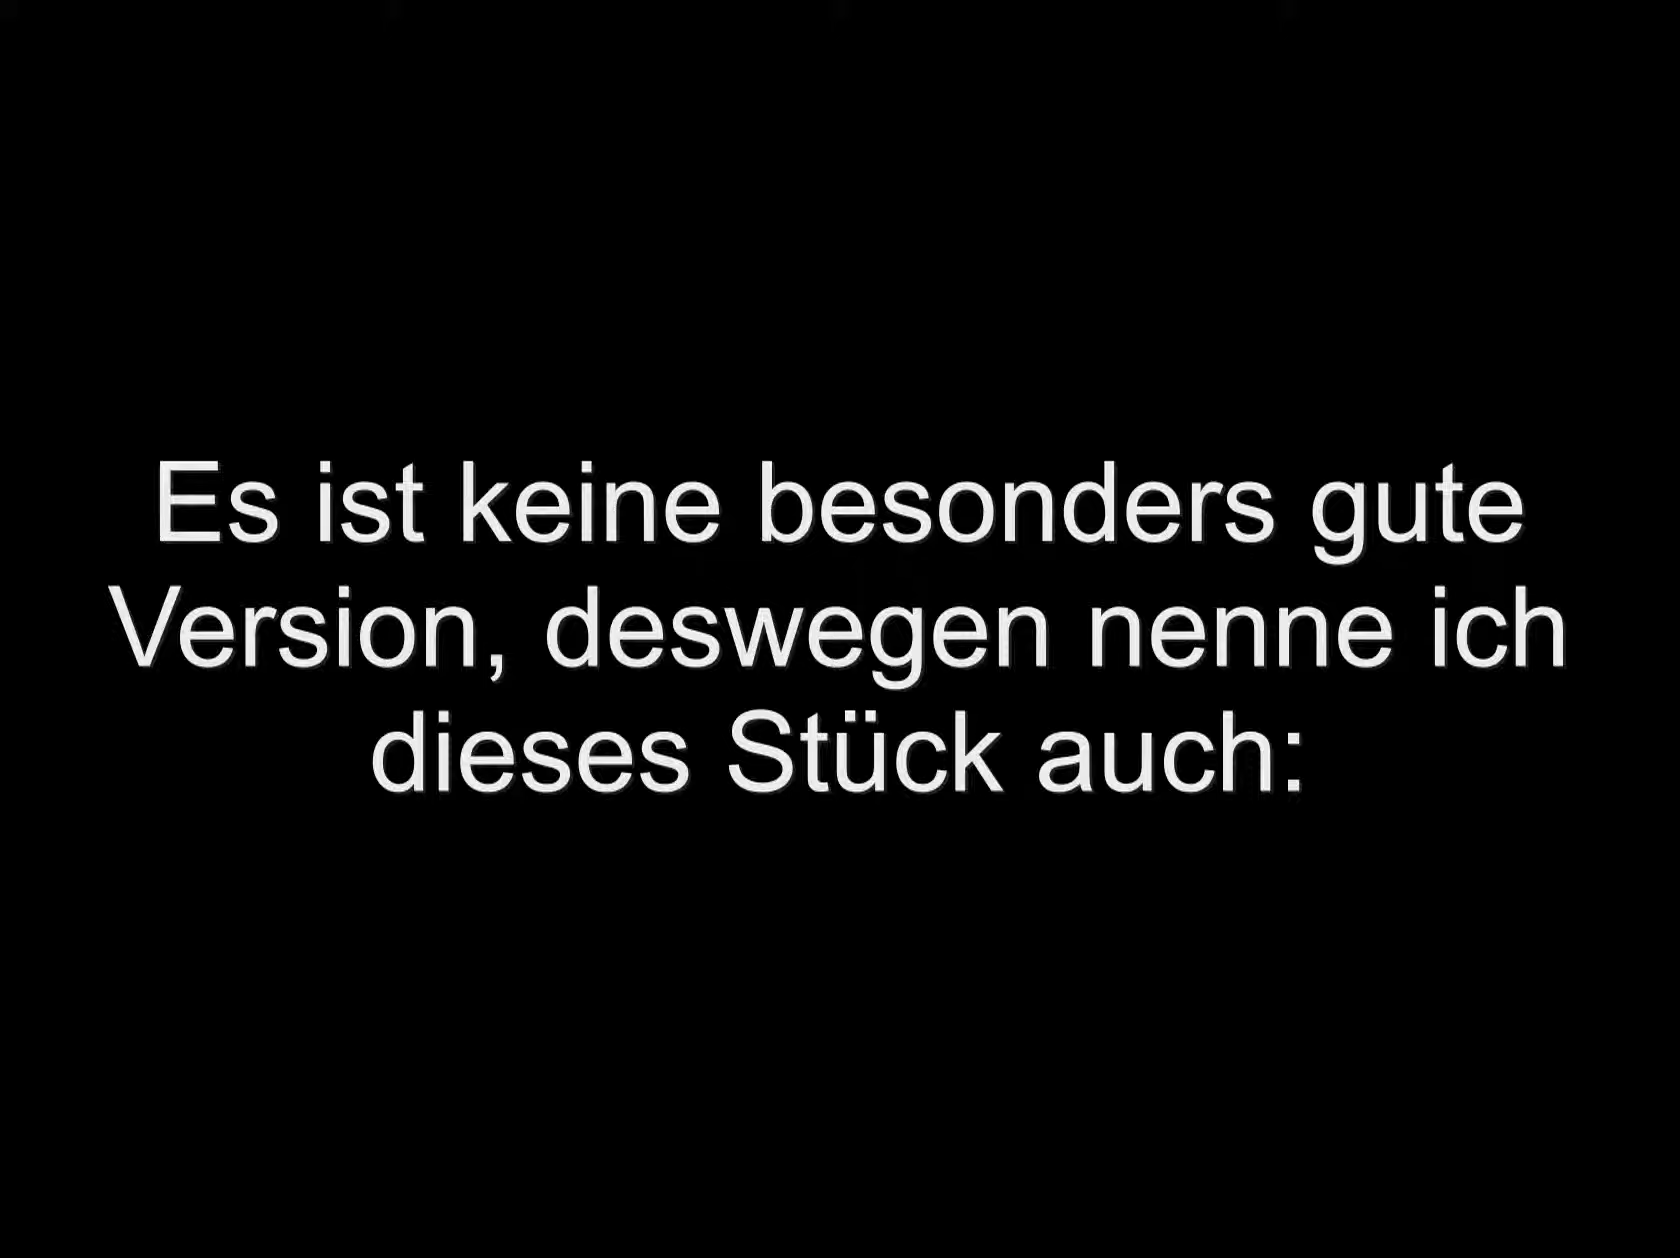 Es ist keine besonders gute
Version, deswegen nenne ich
dieses Stück auch: